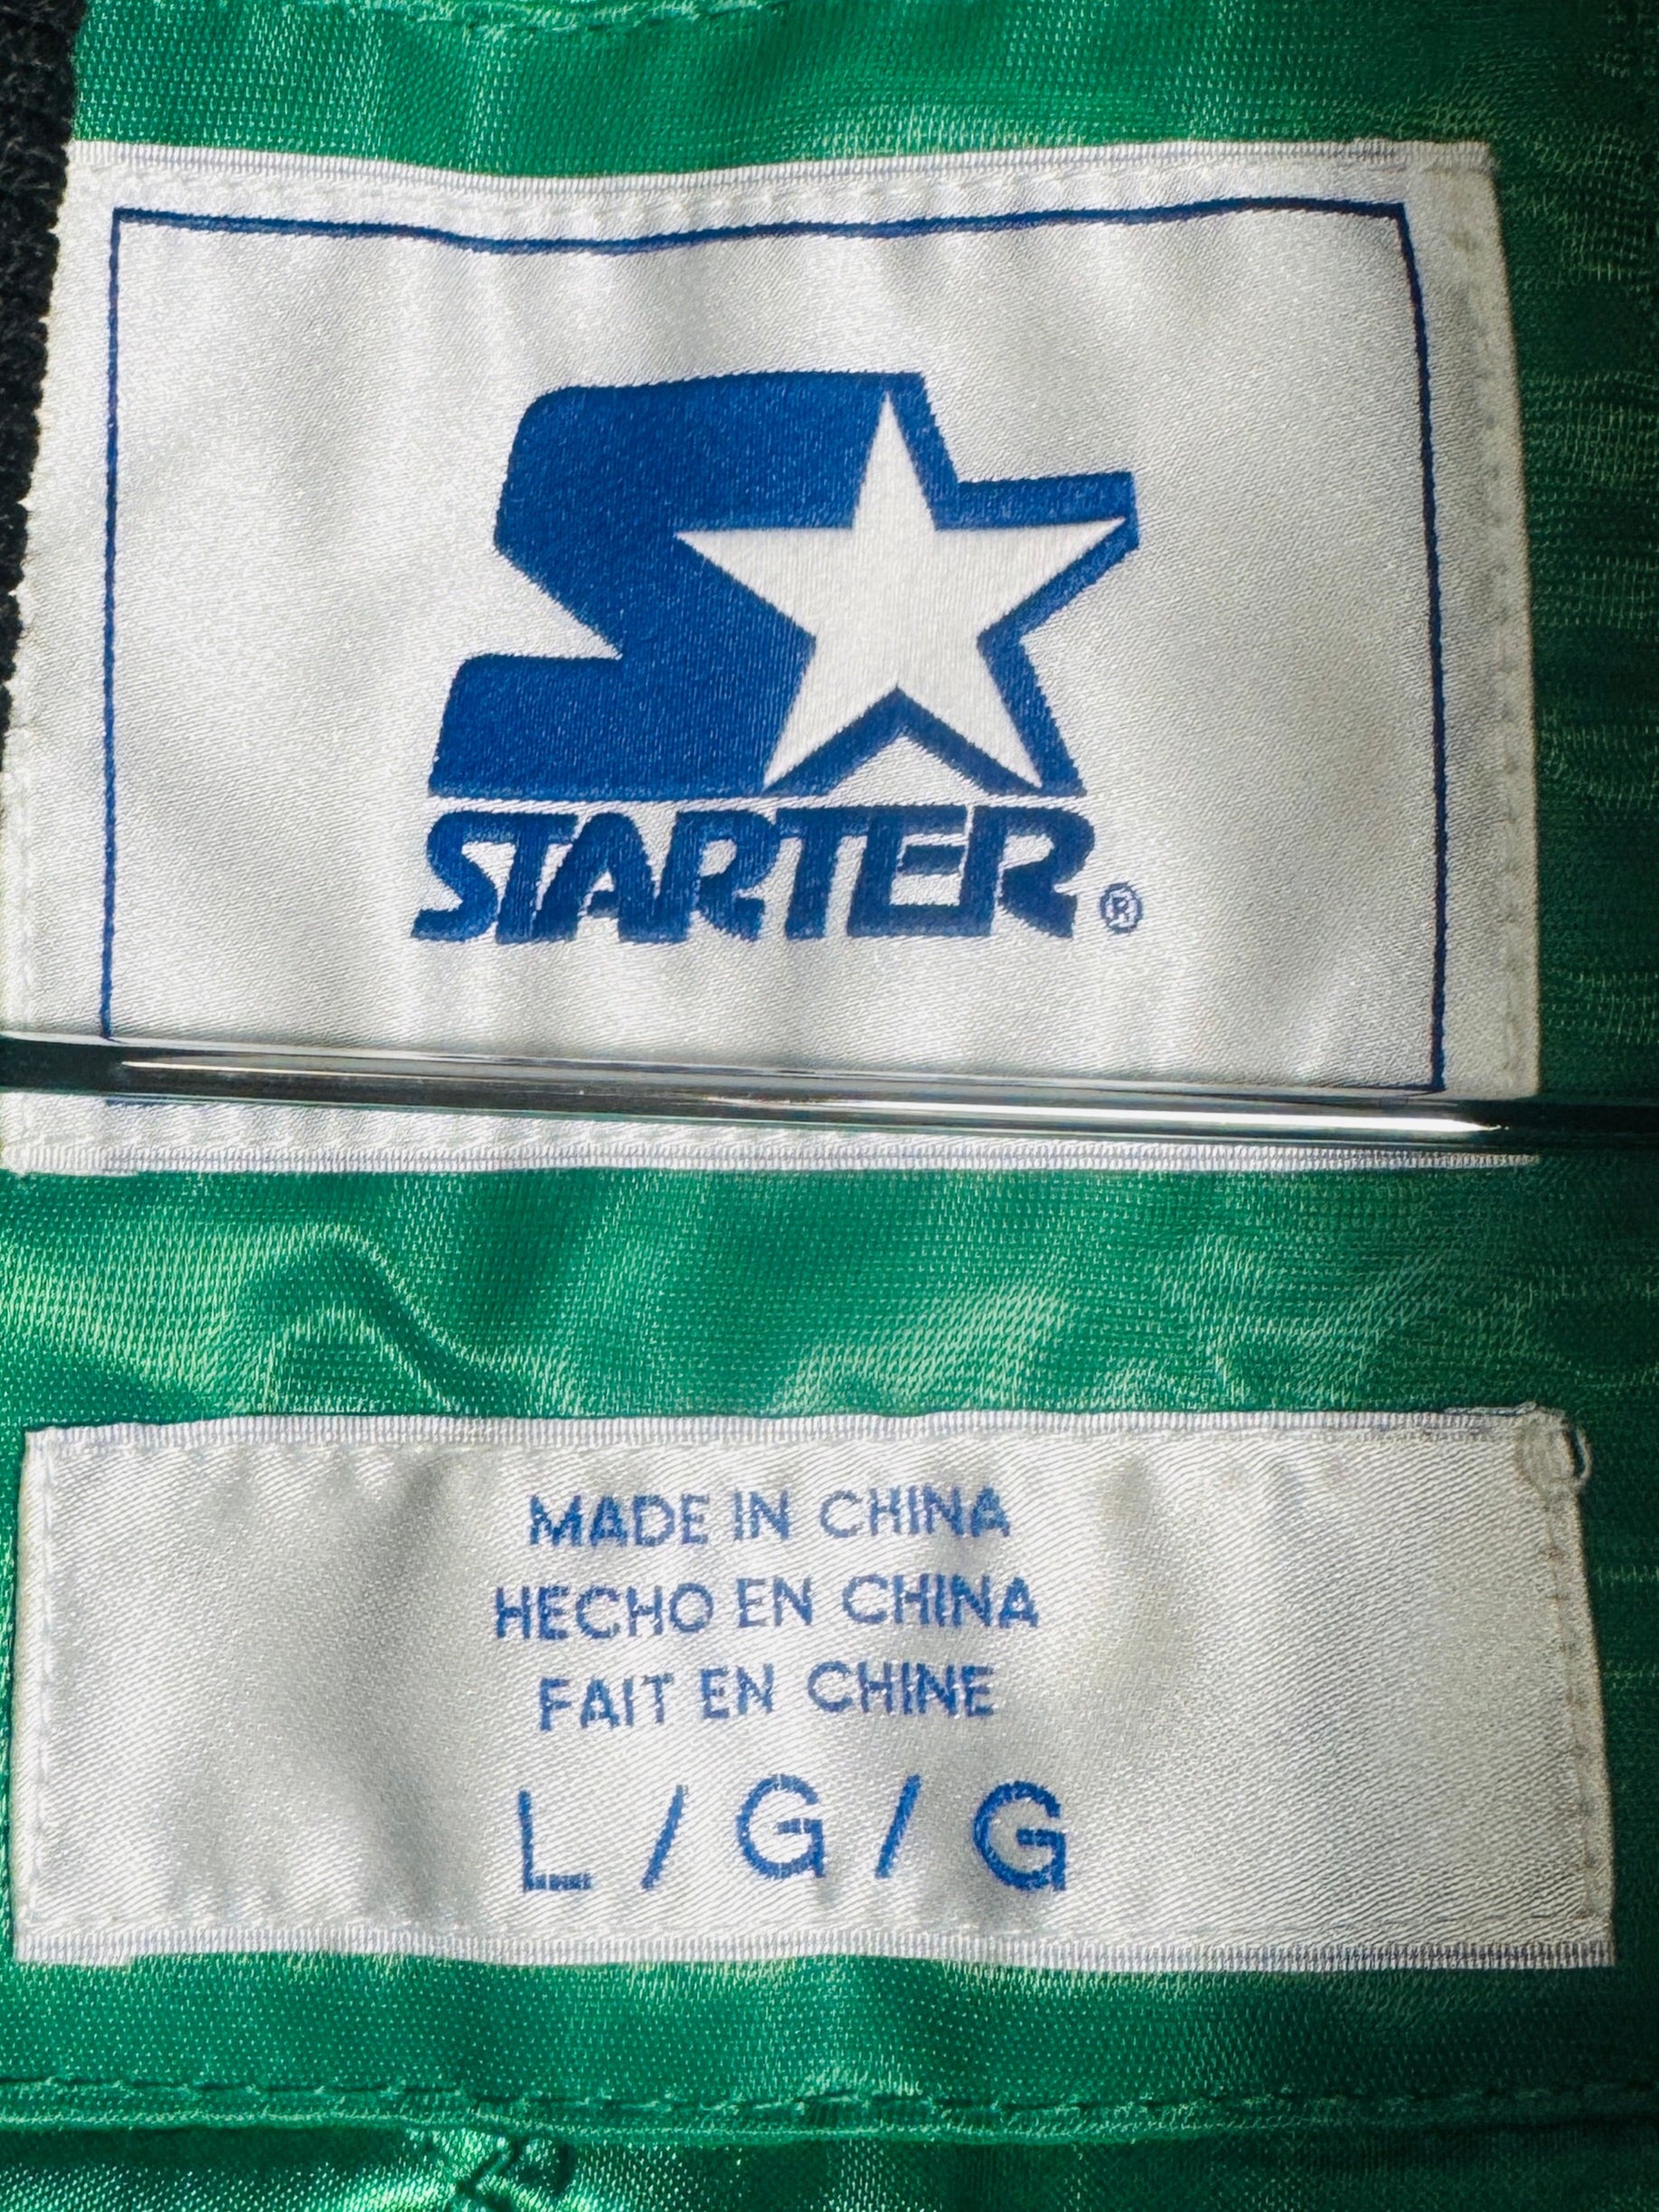 STARTER®
MADE IN CHINA
HECHO EN CHINA
FAIT EN CHINE
L / G / G